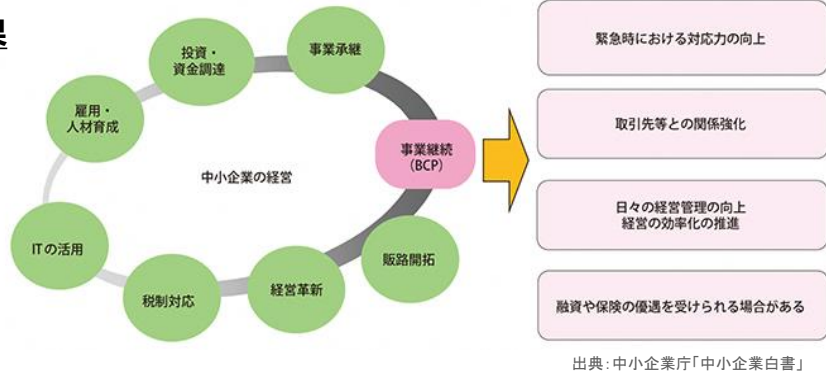 果
投資・
資金調達
事業承継
雇用・
人材育成
事業継続
(BCP)
中小企業の経営
ITの活用
販路開拓
税制対応
経営革新
緊急時における対応力の向上
取引先等との関係強化
日々の経営管理の向上
経営の効率化の推進
融資や保険の優遇を受けられる場合がある
出典:中小企業庁「中小企業白書」